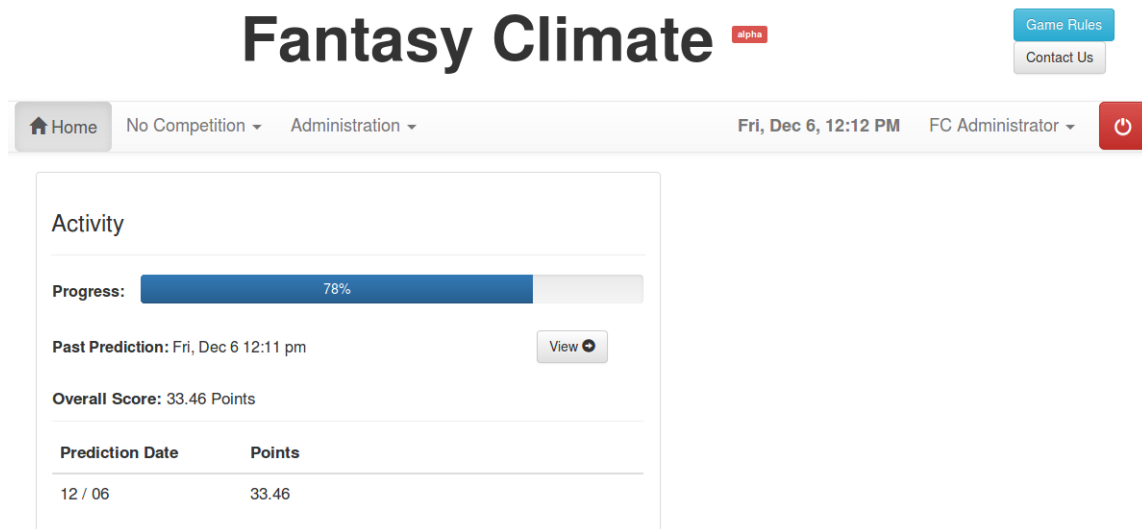 Fantasy Climate alpha
Game Rules
Contact Us
Home No Competition Administration Fri, Dec 6, 12:12 PM FC Administrator
Activity
Progress: 78%
Past Prediction: Fri, Dec 6 12:11 pm View
Overall Score: 33.46 Points
Prediction Date Points
12 / 06 33.46